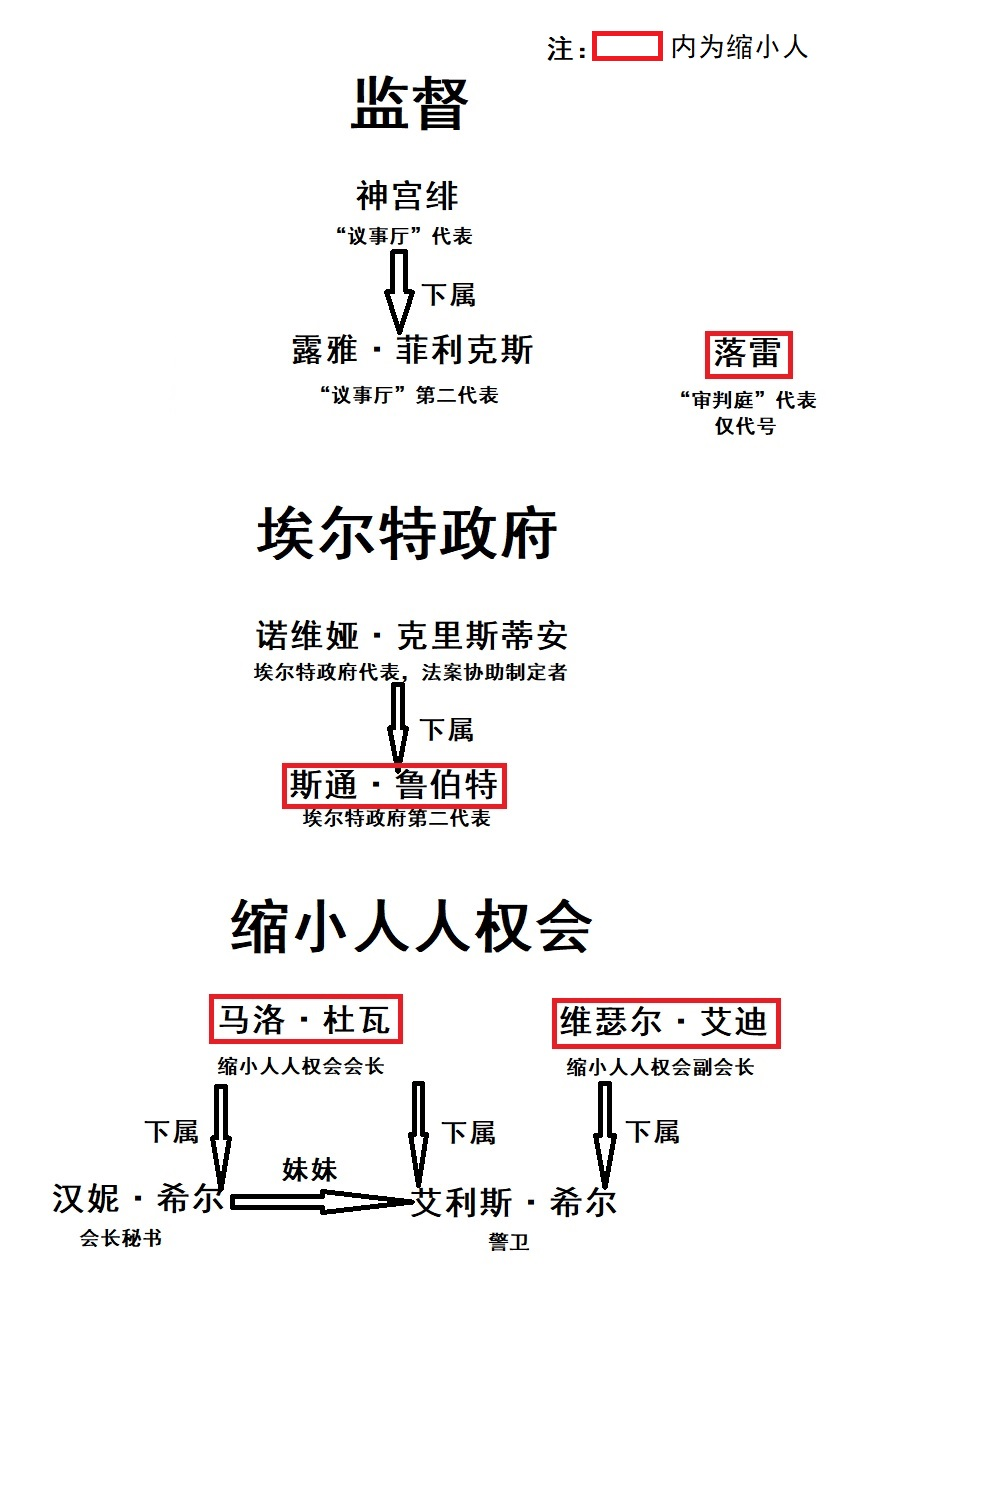 注：内为缩小人
监督
神宫绯
“议事厅”代表
下属
露雅·菲利克斯
“议事厅”第二代表
落雷
“审判庭”代表
仅代号
埃尔特政府
诺维娅·克里斯蒂安
埃尔特政府代表，法案协助制定者
下属
斯通·鲁伯特
埃尔特政府第二代表
缩小人人权会
马洛·杜瓦
缩小人人权会会长
维瑟尔·艾迪
缩小人人权会副会长
下属
下属
下属
妹妹
汉妮·希尔
会长秘书
艾利斯·希尔
警卫